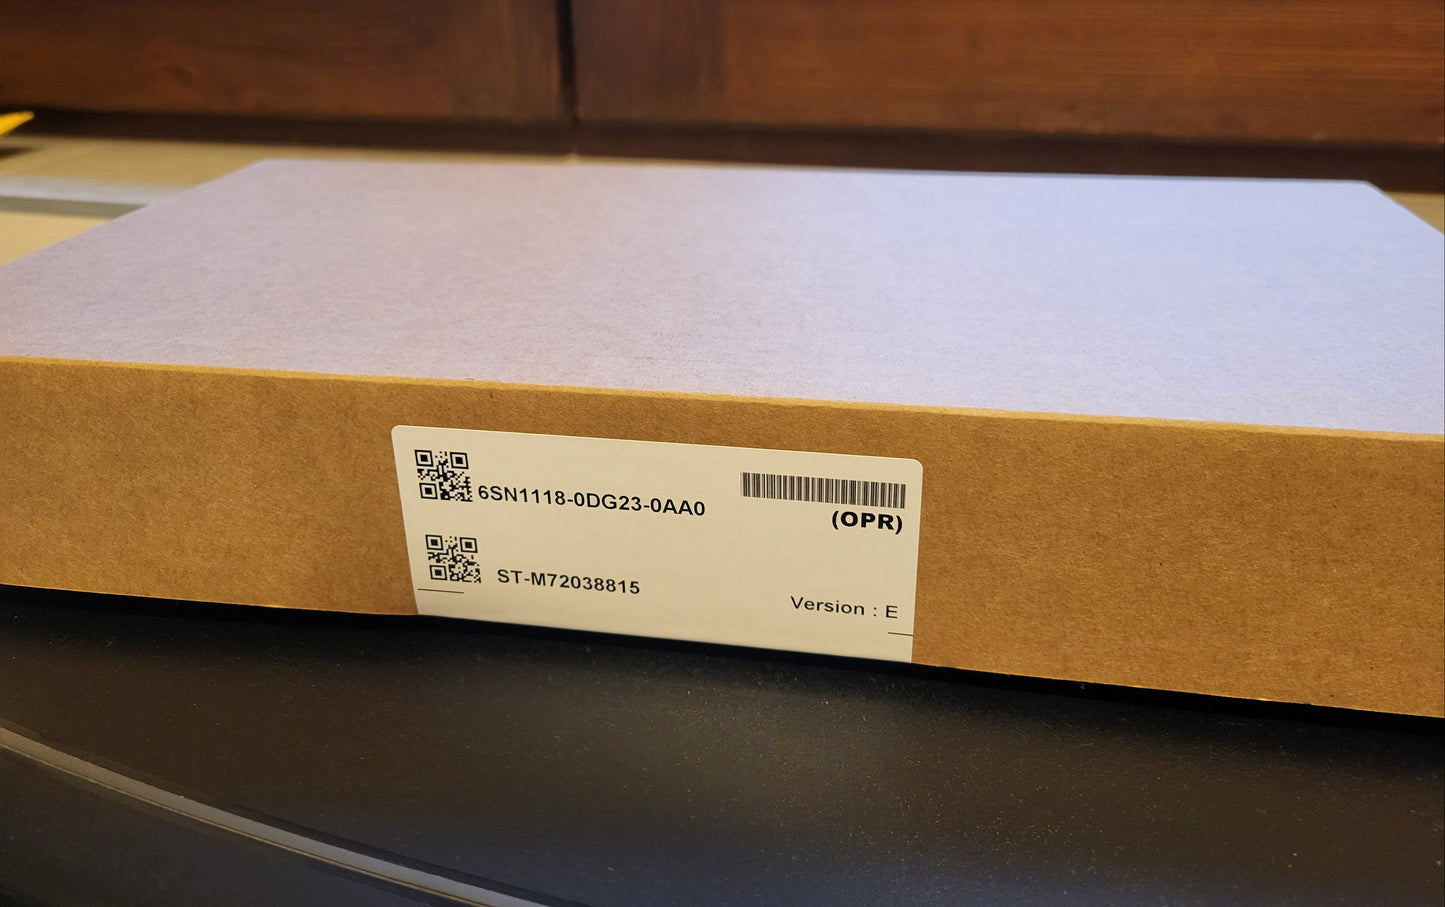 6SN1118-0DG23-0AA0
(OPR)
ST-M72038815
Version : E